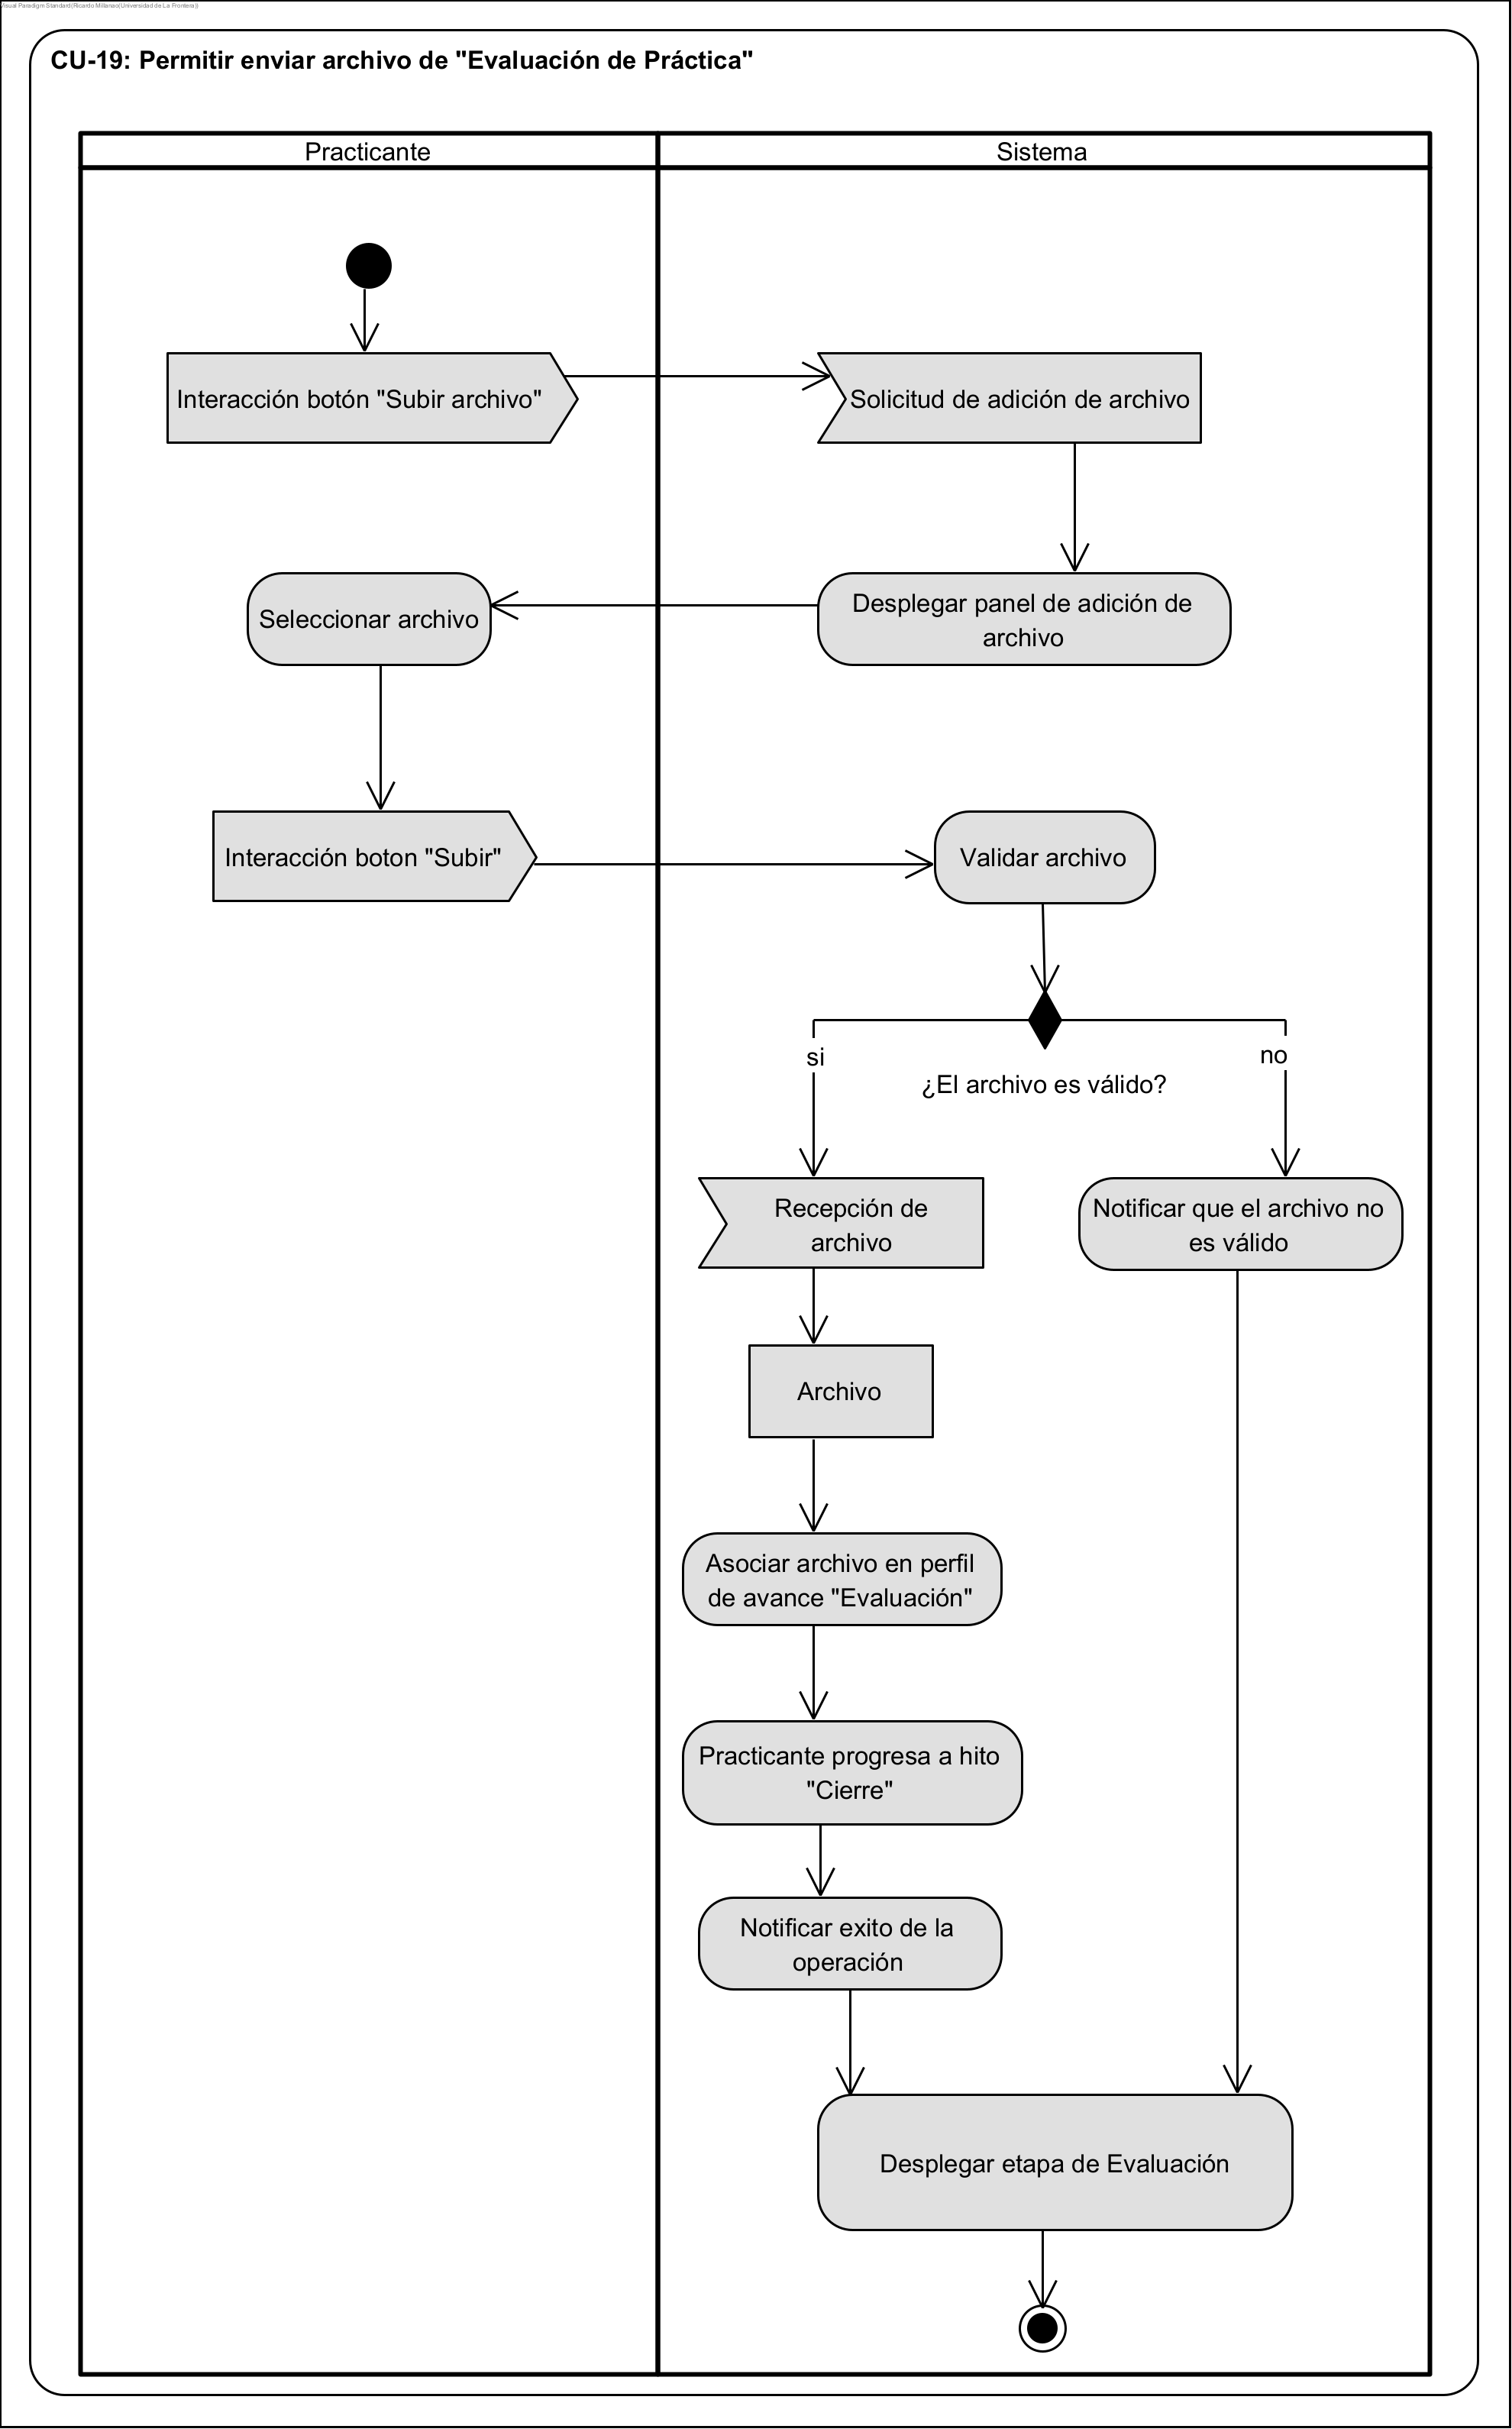 Visual Paradigm Standard(Ricardo Millanao(Universidad de La Frontera))
CU-19: Permitir enviar archivo de "Evaluación de Práctica"
Practicante
Sistema
Interacción botón "Subir archivo"
Solicitud de adición de archivo
Seleccionar archivo
Desplegar panel de adición de
archivo
Interacción boton "Subir"
Validar archivo
si
no
¿El archivo es válido?
Recepción de
archivo
Notificar que el archivo no
es válido
Archivo
Asociar archivo en perfil
de avance "Evaluación"
Practicante progresa a hito
"Cierre"
Notificar exito de la
operación
Desplegar etapa de Evaluación